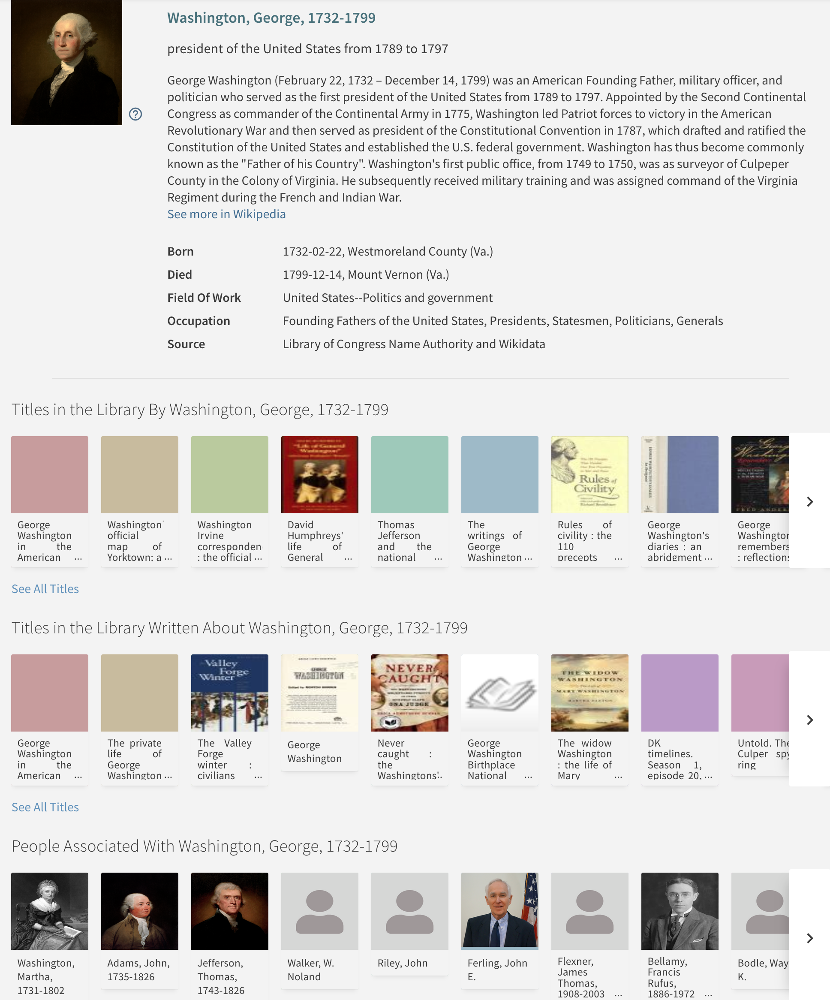 Washington, George, 1732-1799
president of the United States from 1789 to 1797
George Washington (February 22, 1732 – December 14, 1799) was an American Founding Father, military officer, and
politician who served as the first president of the United States from 1789 to 1797. Appointed by the Second Continental
Congress as commander of the Continental Army in 1775, Washington led Patriot forces to victory in the American
Revolutionary War and then served as president of the Constitutional Convention in 1787, which drafted and ratified the
Constitution of the United States and established the U.S. federal government. Washington has thus become commonly
known as the "Father of his Country". Washington's first public office, from 1749 to 1750, was as surveyor of Culpeper
County in the Colony of Virginia. He subsequently received military training and was assigned command of the Virginia
Regiment during the French and Indian War.
See more in Wikipedia
Born 1732-02-22, Westmoreland County (Va.)
Died 1799-12-14, Mount Vernon (Va.)
Field Of Work United States--Politics and government
Occupation Founding Fathers of the United States, Presidents, Statesmen, Politicians, Generals
Source Library of Congress Name Authority and Wikidata
Titles in the Library By Washington, George, 1732-1799
"Life of General
Washington"
Rules of
Civility
George
Washington
in the
American ...
Washington'
official
map of
Yorktown; a ...
Washington
Irvine
corresponden
: the official ...
David
Humphreys'
life of
General ...
Thomas
Jefferson
and the
national ...
The
writings of
George
Washington ...
Rules of
civility : the
110
precepts ...
George
Washington's
diaries : an
abridgment ...
George
Washington
remembers
: reflections
See All Titles
Titles in the Library Written About Washington, George, 1732-1799
Valley
Forge
Winter
GEORGE
WASHINGTON
NEVER
CAUGHT
ONA JUDGE
THE WIDOW
WASHINGTON
The Life of
MARY WASHINGTON
MARTHA SAXTON
George
Washington
in the
American ...
The private
life of
George
Washington ...
The Valley
Forge
winter :
civilians ...
George
Washington
Never
caught :
the
Washingtons'..
George
Washington
Birthplace
National ...
The widow
Washington
: the life of
Mary ...
DK
timelines.
Season 1,
episode 20, ...
Untold. The
Culper spy
ring
See All Titles
People Associated With Washington, George, 1732-1799
Washington,
Martha,
1731-1802
Adams, John,
1735-1826
Jefferson,
Thomas,
1743-1826
Walker, W.
Noland
Riley, John
Ferling, John
E.
Flexner,
James
Thomas,
1908-2003 ...
Bellamy,
Francis
Rufus,
1886-1972 ...
Bodle, Way
K.